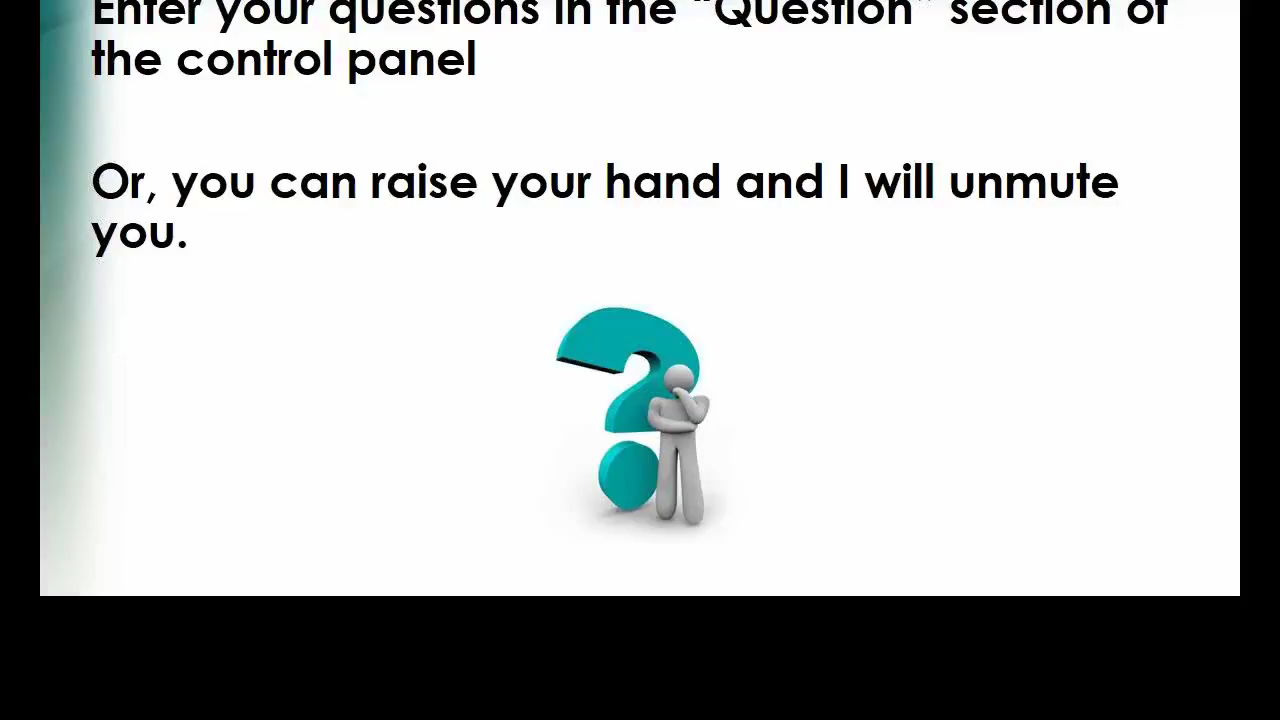 Enter your questions in the “Question” section of
the control panel
Or, you can raise your hand and I will unmute
you.